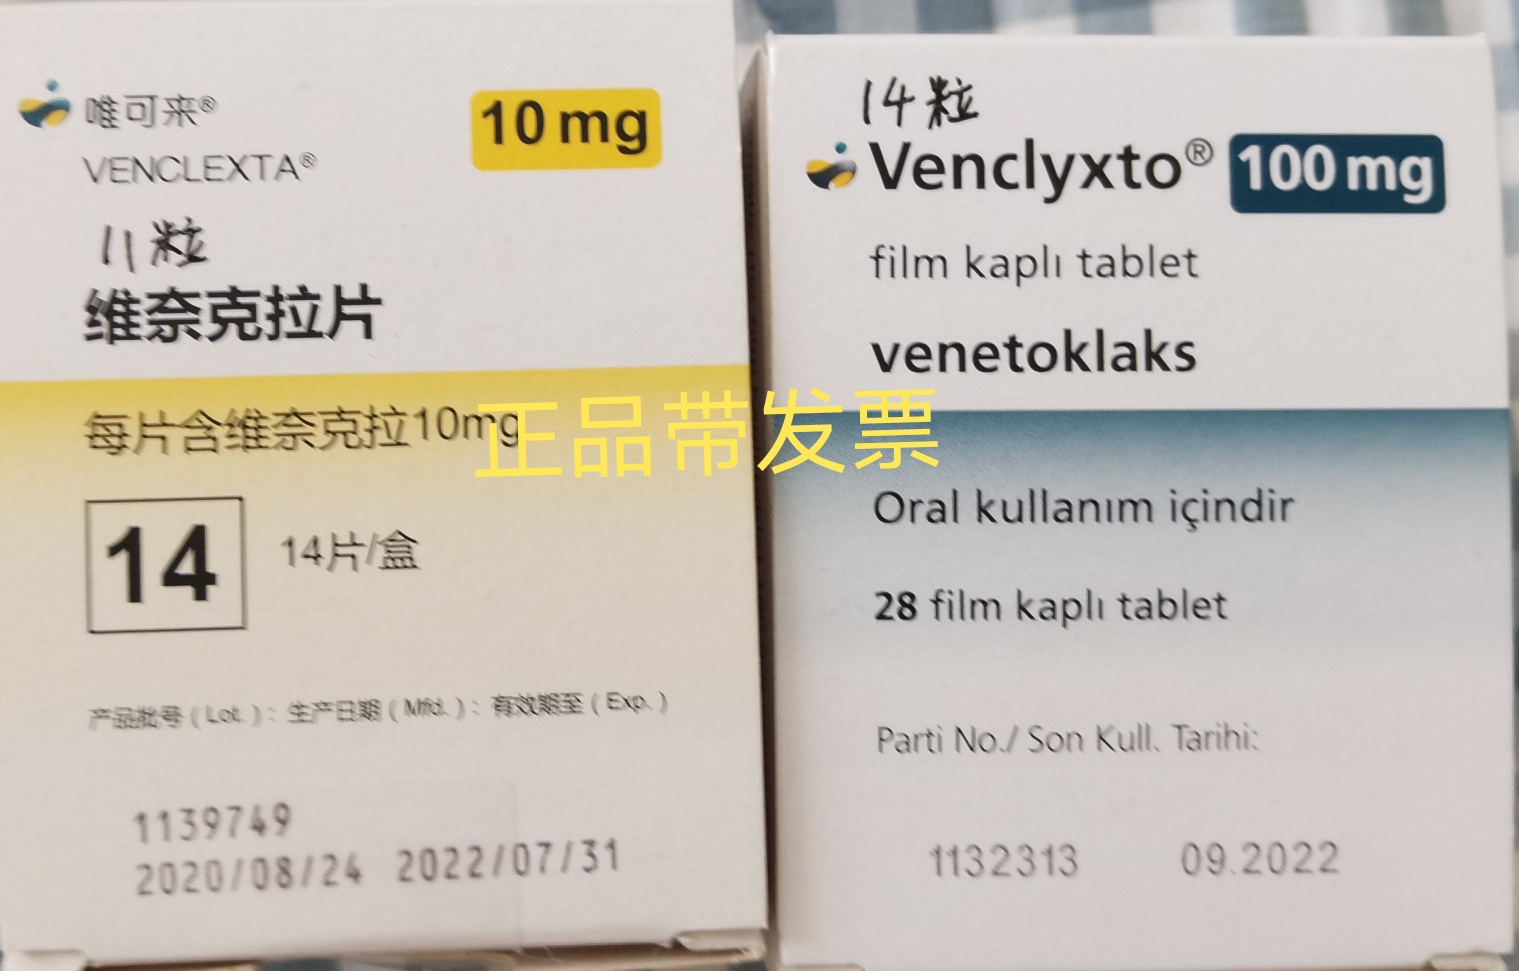 唯可来®
VENCLEXTA®
10 mg
11粒
维奈克拉片
每片含维奈克拉10mg
14
14片/盒
产品批号(Lot.):生产日期(Mfd.):有效期至(Exp.)
1139749
2020/08/24 2022/07/31
正品带发票
14粒
Venclyxto® 100 mg
film kaplı tablet
venetoklaks
Oral kullanım içindir
28 film kaplı tablet
Parti No./ Son Kull. Tarihi:
1132313 09.2022